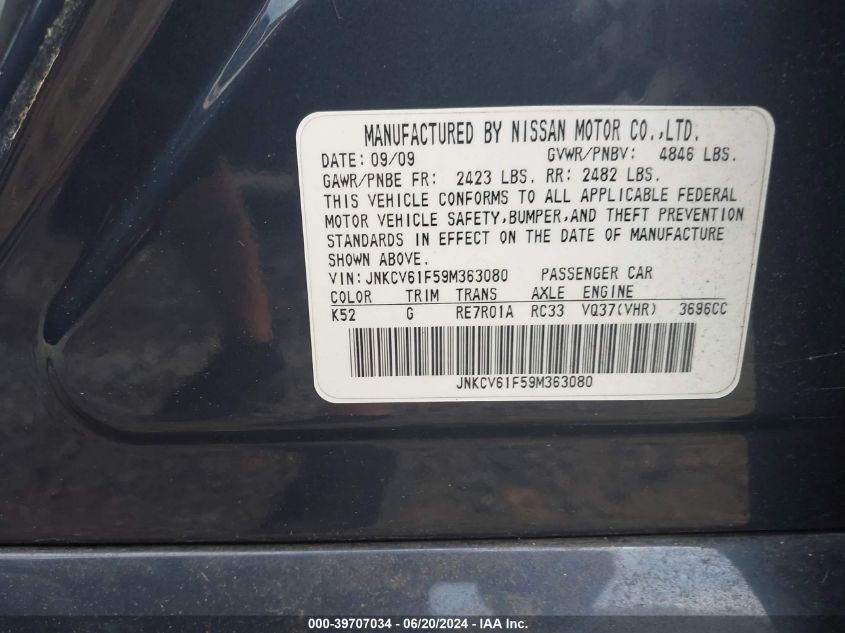 MANUFACTURED BY NISSAN MOTOR CO.,LTD.
DATE: 09/09 GVWR/PNBV: 4846 LBS.
GAWR/PNBE FR: 2423 LBS. RR: 2482 LBS.
THIS VEHICLE CONFORMS TO ALL APPLICABLE FEDERAL
MOTOR VEHICLE SAFETY,BUMPER,AND THEFT PREVENTION
STANDARDS IN EFFECT ON THE DATE OF MANUFACTURE
SHOWN ABOVE.
VIN:JNKCV61F59M363080 PASSENGER CAR
COLOR TRIM TRANS AXLE ENGINE
K52 G RE7R01A RC33 VQ37(VHR) 3696CC
JNKCV61F59M363080
000-39707034 - 06/20/2024 - IAAI.com